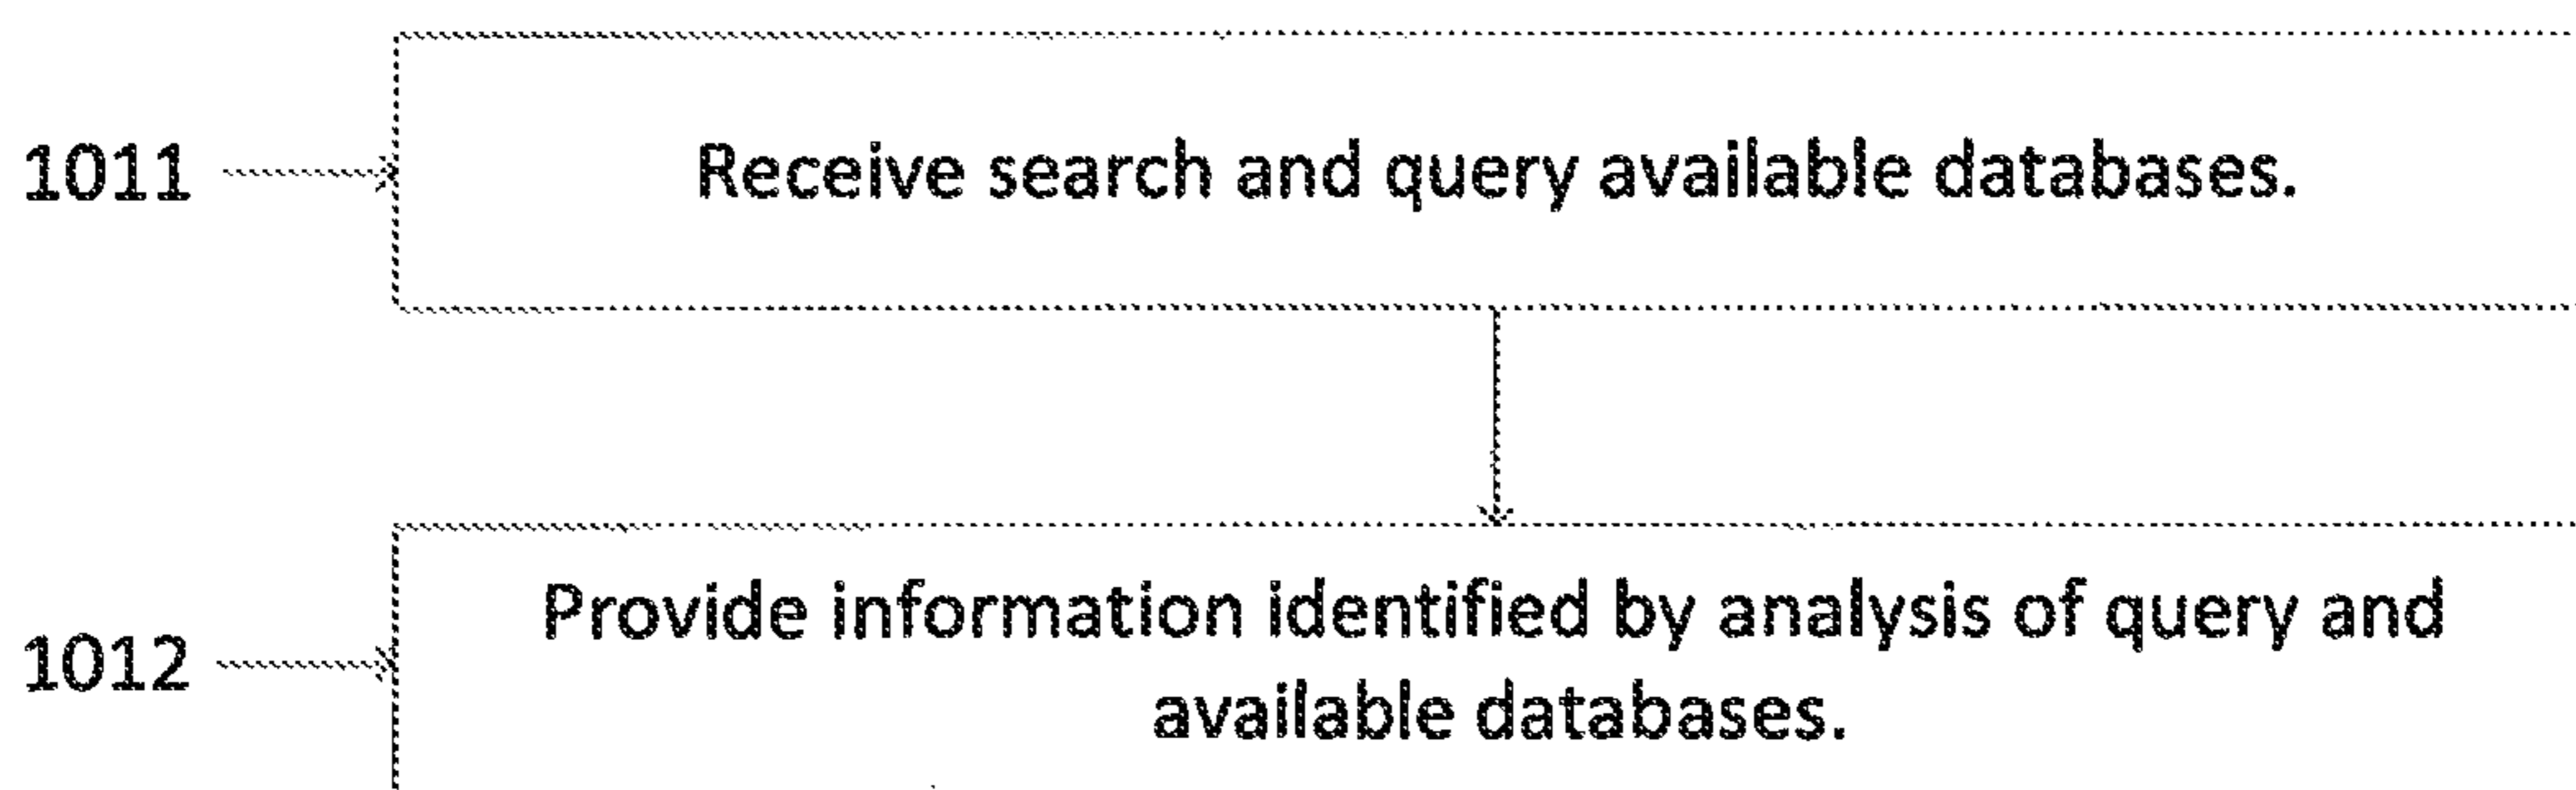 1011
Receive search and query available databases.
1012
Provide information identified by analysis of query and
available databases.